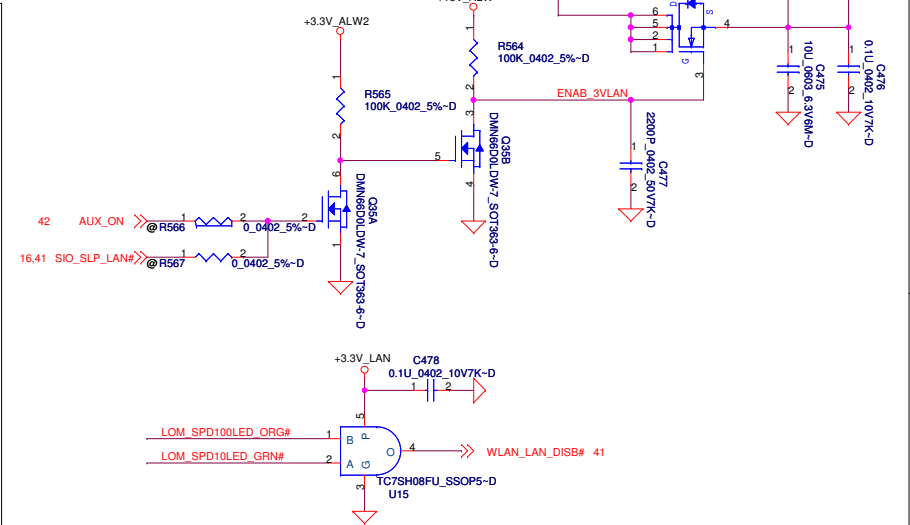 +3.3V_ALW2
R564
100K_0402_5%~D
R565
100K_0402_5%~D
1
2
1
2
3
5
4
Q35B
DMN66D0LDW-7_SOT363-6~D
6
2
1
Q35A
DMN66D0LDW-7_SOT363-6~D
ENAB_3VLAN
6
5
2
1
D
S
G
4
3
1
2
C475
10U_0603_6.3V6M~D
1
2
C476
0.1U_0402_10V7K~D
1
2
C477
2200P_0402_50V7K~D
42 AUX_ON
1
2
@R566
0_0402_5%~D
16,41 SIO_SLP_LAN#
1
2
@R567
0_0402_5%~D
+3.3V_LAN
C478
0.1U_0402_10V7K~D
1
2
5
LOM_SPD100LED_ORG#
1
B
P
LOM_SPD10LED_GRN#
2
A
G
O
4
WLAN_LAN_DISB# 41
3
TC7SH08FU_SSOP5~D
U15